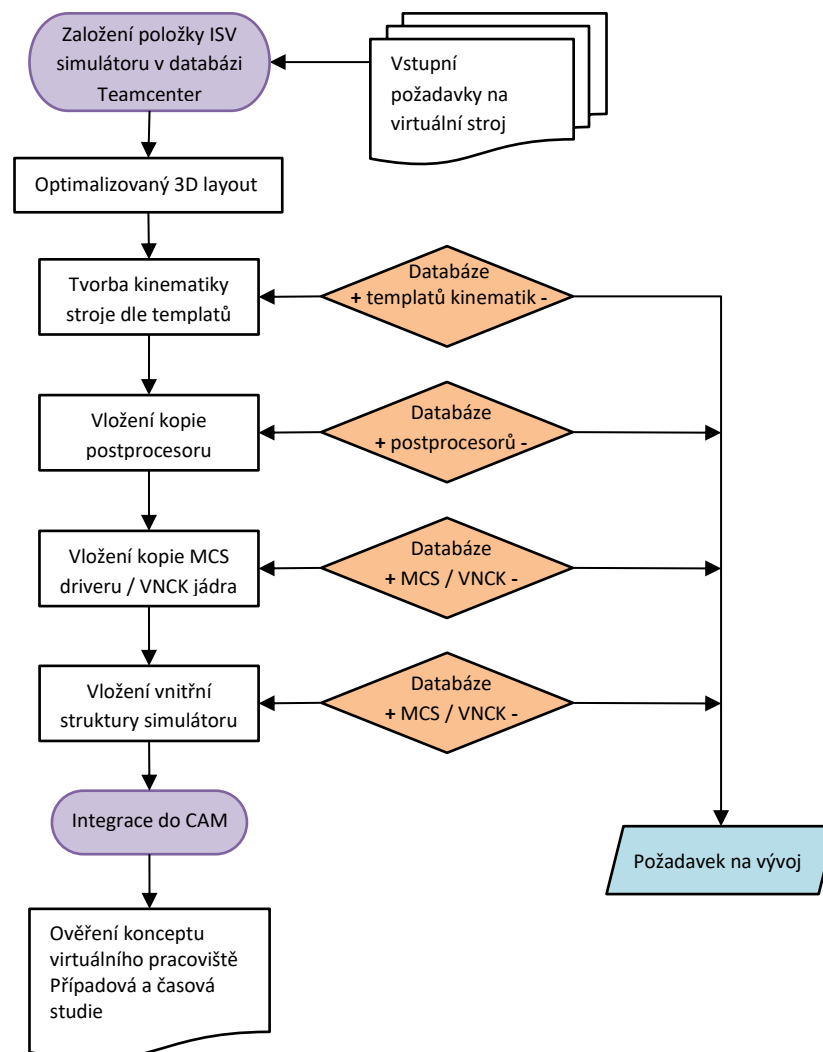 Založení položky ISV
simulátoru v databázi
Teamcenter
Vstupní
požadavky na
virtuální stroj
Optimalizovaný 3D layout
Tvorba kinematiky
stroje dle templatů
Databáze
+ templatů kinematik -
Vložení kopie
postprocesoru
Databáze
+ postprocesorů -
Vložení kopie MCS
driveru / VNCK jádra
Databáze
+ MCS / VNCK -
Vložení vnitřní
struktury simulátoru
Databáze
+ MCS / VNCK -
Integrace do CAM
Požadavek na vývoj
Ověření konceptu
virtuálního pracoviště
Případová a časová
studie